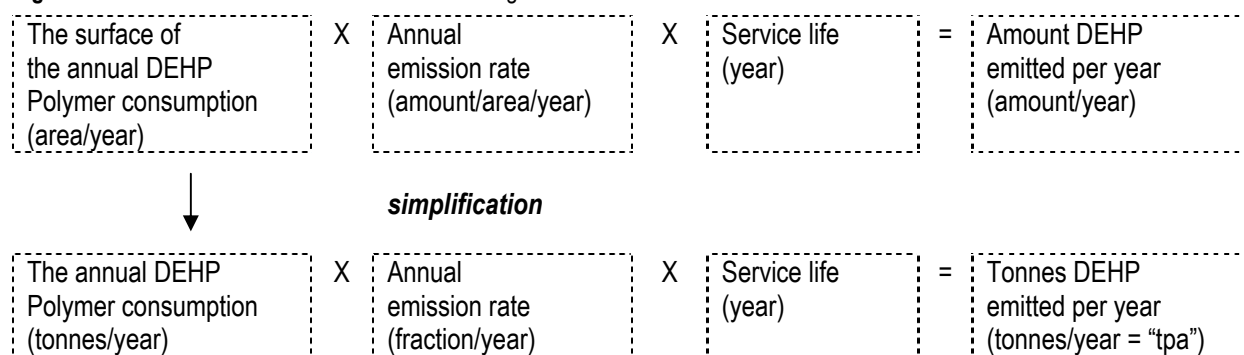 The surface of
the annual DEHP
Polymer consumption
(area/year)
X
Annual
emission rate
(amount/area/year)
X
Service life
(year)
=
Amount DEHP
emitted per year
(amount/year)
simplification
The annual DEHP
Polymer consumption
(tonnes/year)
X
Annual
emission rate
(fraction/year)
X
Service life
(year)
=
Tonnes DEHP
emitted per year
(tonnes/year = “tpa”)